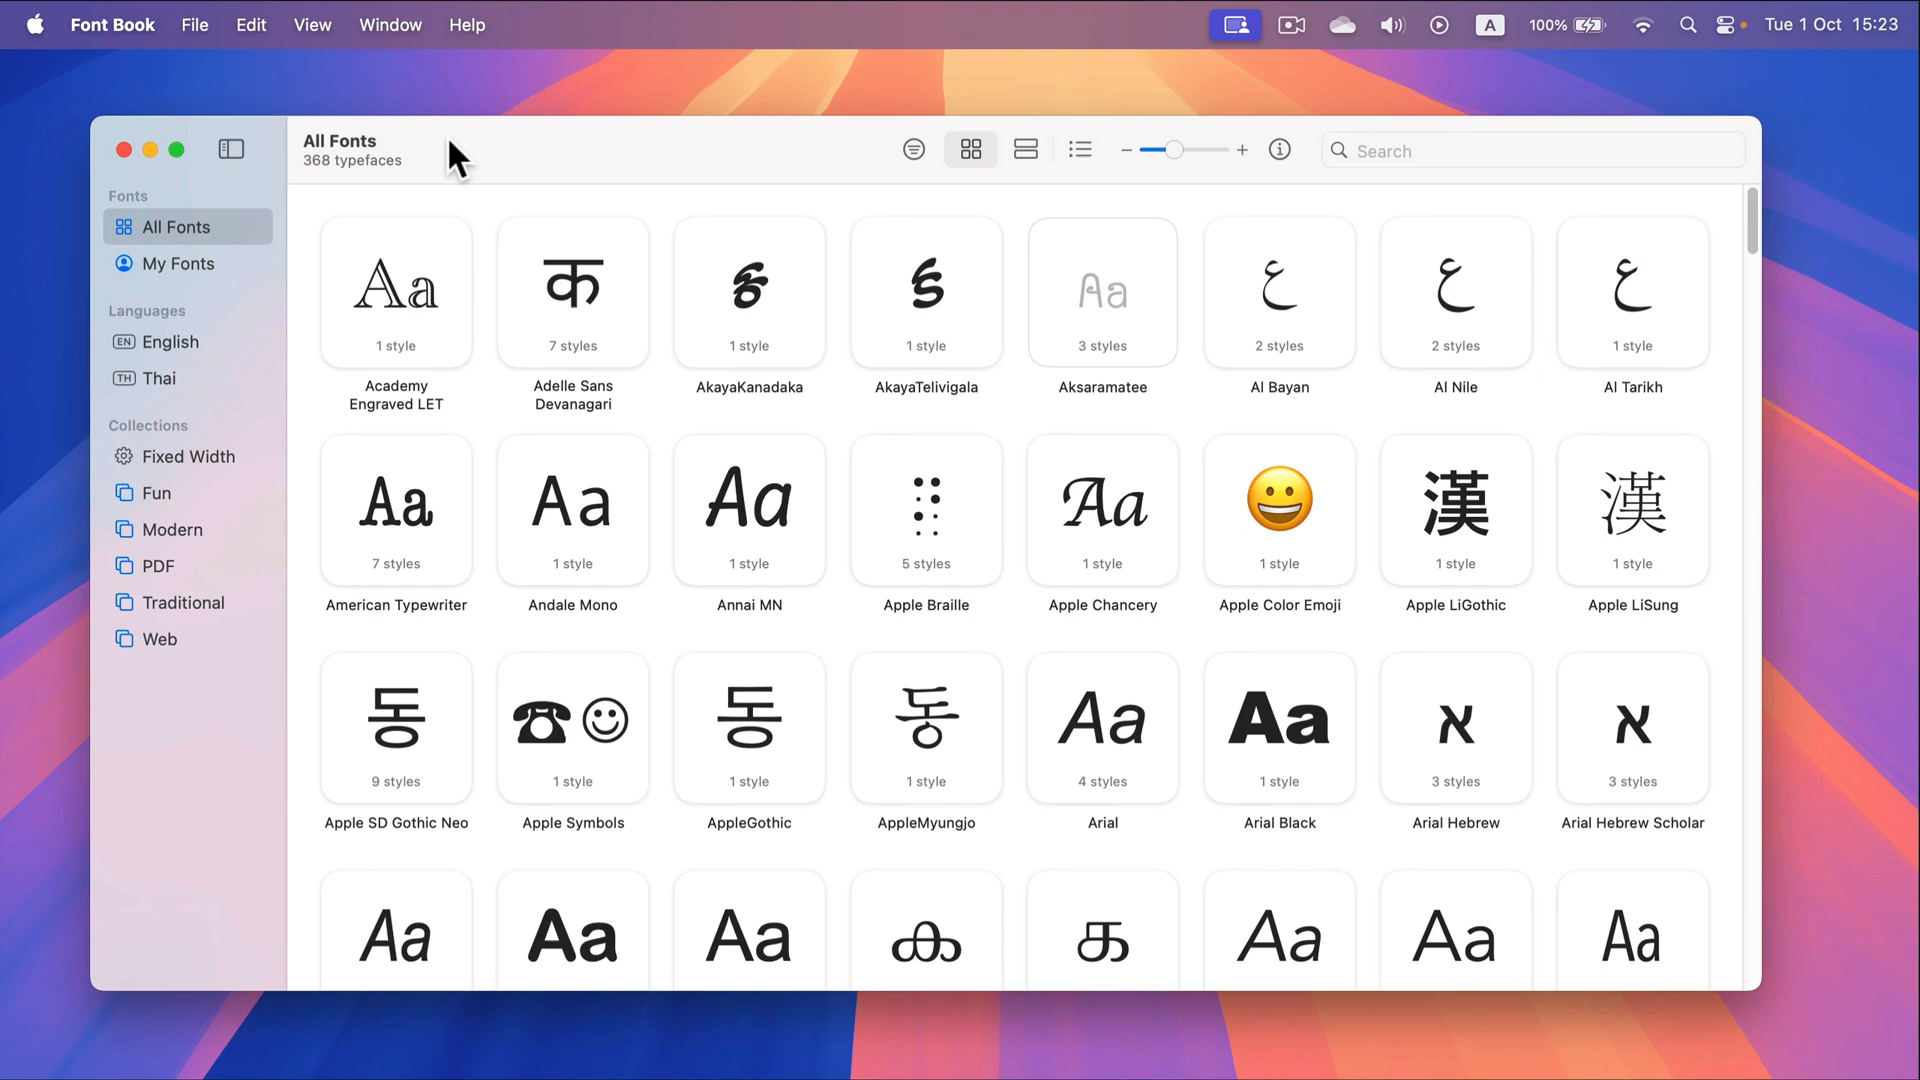 Font Book File Edit View Window Help A 100% Tue 1 Oct 15:23
All Fonts
368 typefaces
Search
Fonts
All Fonts
My Fonts
Languages
EN English
TH Thai
Collections
Fixed Width
Fun
Modern
PDF
Traditional
Web
Aa क ಕ క Aa ع ع ع
1 style 7 styles 1 style 1 style 3 styles 2 styles 2 styles 1 style
Academy Adelle Sans AkayaKanadaka AkayaTelivigala Aksaramatee Al Bayan Al Nile Al Tarikh
Engraved LET Devanagari
Aa Aa Aa Aa 😀 漢 漢
7 styles 1 style 1 style 5 styles 1 style 1 style 1 style 1 style
American Typewriter Andale Mono Annai MN Apple Braille Apple Chancery Apple Color Emoji Apple LiGothic Apple LiSung
동 ☎☺ 동 동 Aa Aa א א
9 styles 1 style 1 style 1 style 4 styles 1 style 3 styles 3 styles
Apple SD Gothic Neo Apple Symbols AppleGothic AppleMyungjo Arial Arial Black Arial Hebrew Arial Hebrew Scholar
Aa Aa Aa ക க Aa Aa Aa